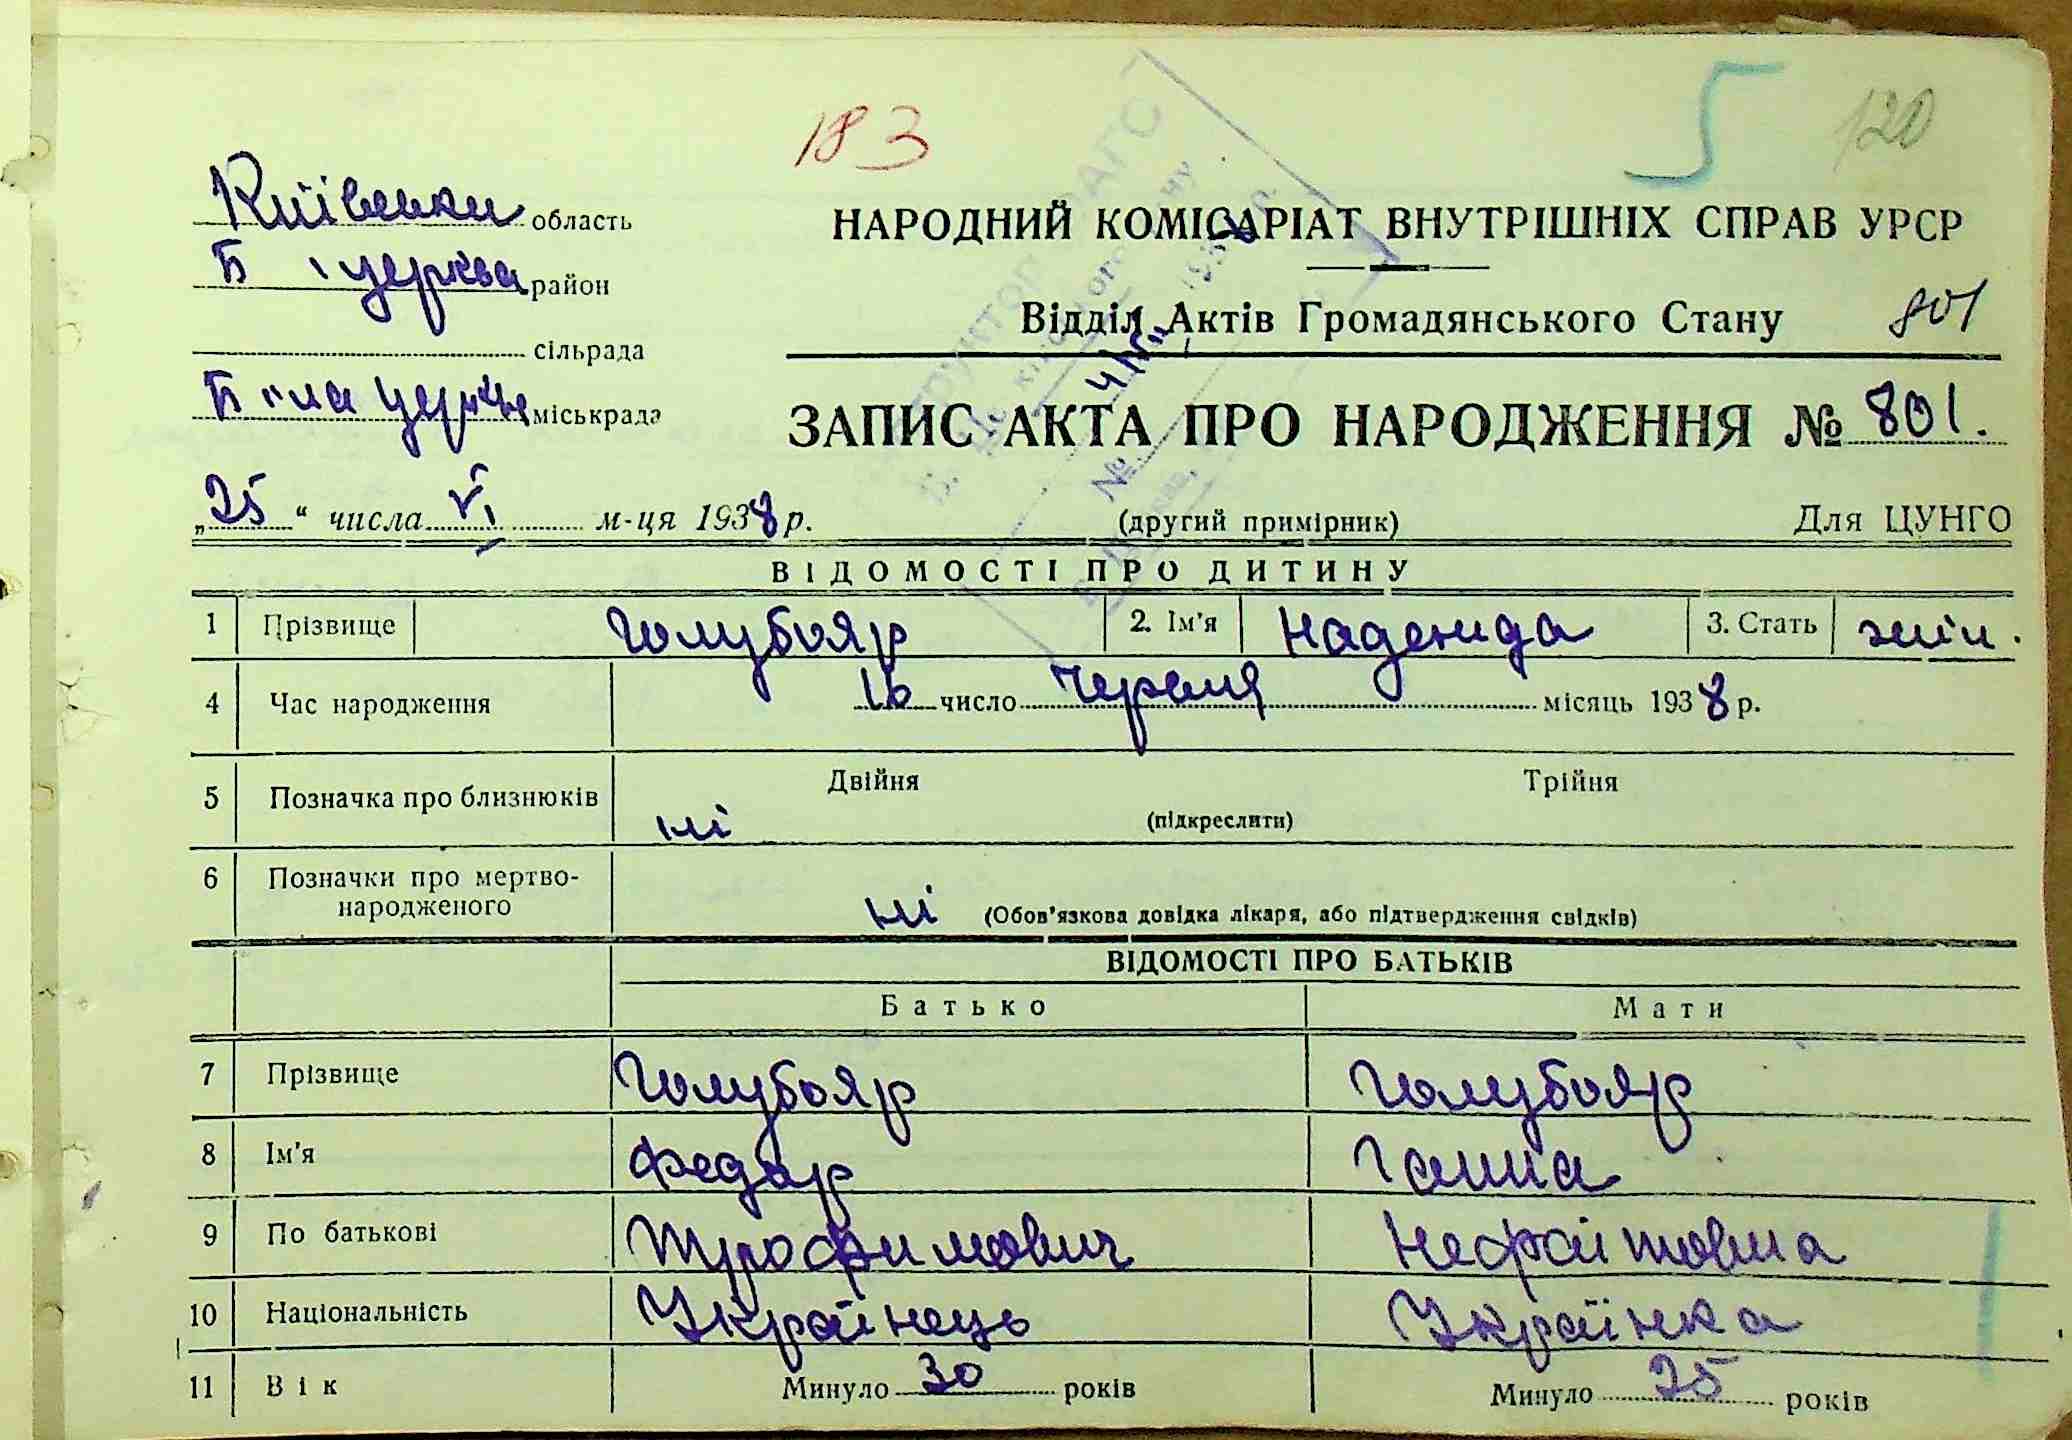 183
5
120
Київська область
Б. Церква район
сільрада
Біла Церква міськрада
НАРОДНИЙ КОМІСАРІАТ ВНУТРІШНІХ СПРАВ УРСР
Відділ Актів Громадянського Стану 801
ЗАПИС АКТА ПРО НАРОДЖЕННЯ № 801.
„25“ числа VI м-ця 1938 р.
(другий примірник) Для ЦУНГО
ВІДОМОСТІ ПРО ДИТИНУ
1 Прізвище Голубояр 2. Ім'я Надежда 3. Стать жін.
4 Час народження 16 число Червня місяць 1938 р.
5 Позначка про близнюків ні Двійня Трійня
(підкреслити)
6 Позначки про мертво-
народженого ні (Обов'язкова довідка лікаря, або підтвердження свідків)
ВІДОМОСТІ ПРО БАТЬКІВ
Батько Мати
7 Прізвище Голубояр Голубояр
8 Ім'я Федор Ганна
9 По батькові Трофимович
10 Національність Українець Українка
11 Вік Минуло 30 років Минуло 25 років